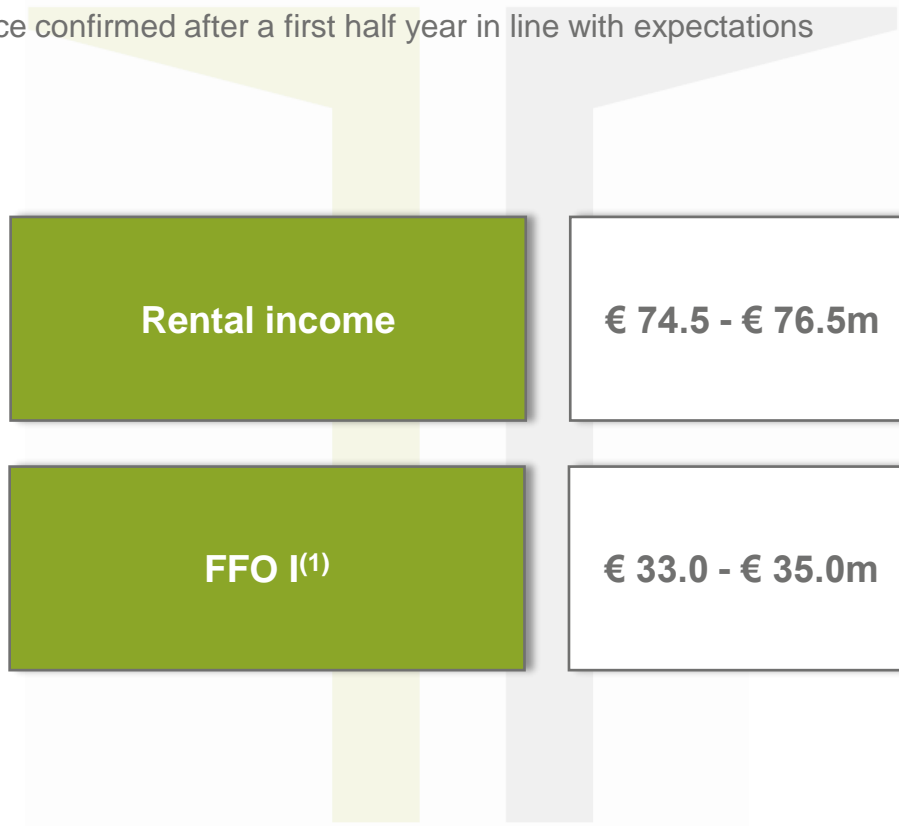 ce confirmed after a first half year in line with expectations
Rental income
€ 74.5 - € 76.5m
FFO I(1)
€ 33.0 - € 35.0m